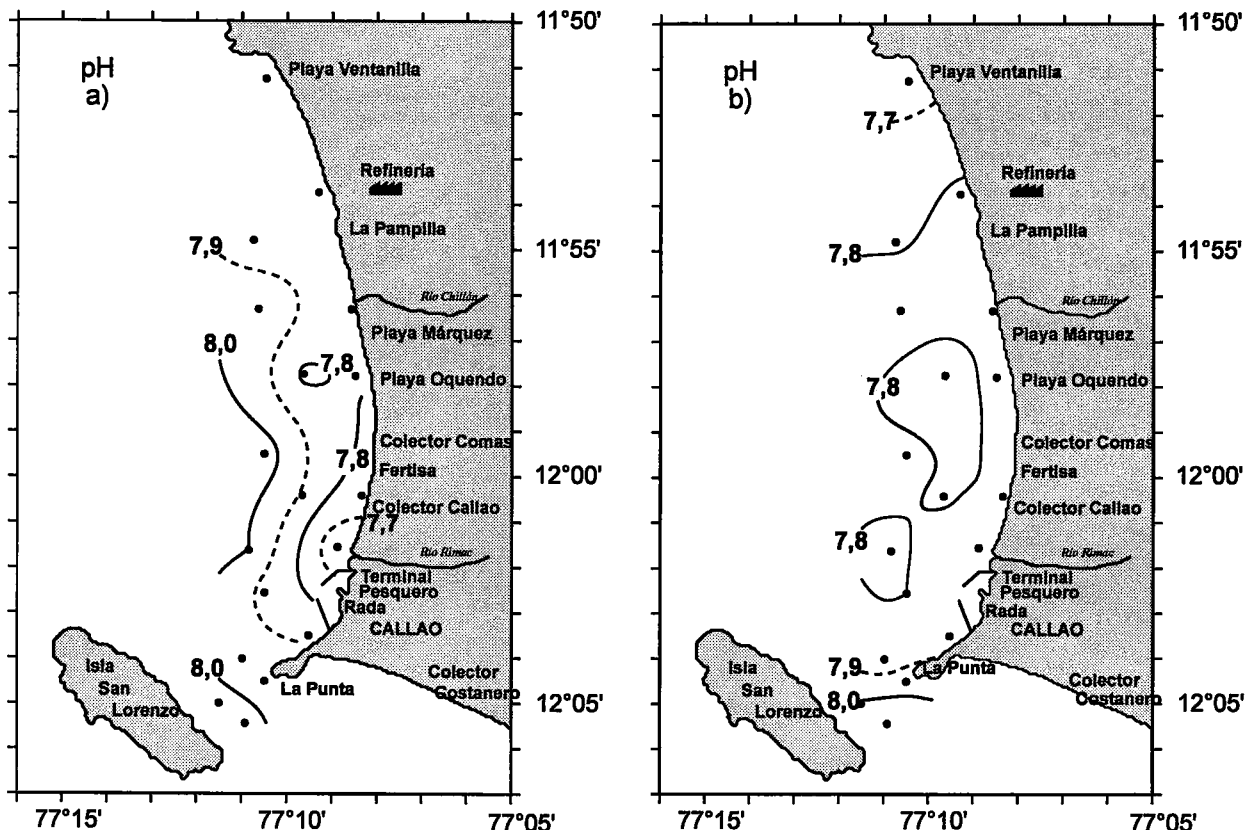 pH
a)
Playa Ventanilla
Refinería
La Pampilla
7,9
Río Chillón
Playa Márquez
8,0
7,8
Playa Oquendo
Colector Comas
7,8
Fertisa
Colector Callao
7,7
Río Rimac
Terminal
Pesquero
Rada
CALLAO
8,0
Isla
San
Lorenzo
La Punta
Colector
Costanero
11°50'
11°55'
12°00'
12°05'
77°15'
77°10'
77°05'
pH
b)
Playa Ventanilla
7,7
Refinería
La Pampilla
7,8
Río Chillón
Playa Márquez
7,8
Playa Oquendo
Colector Comas
Fertisa
Colector Callao
7,8
Río Rimac
Terminal
Pesquero
Rada
CALLAO
7,9
La Punta
Isla
San
Lorenzo
8,0
Colector
Costanero
11°50'
11°55'
12°00'
12°05'
77°15'
77°10'
77°05'